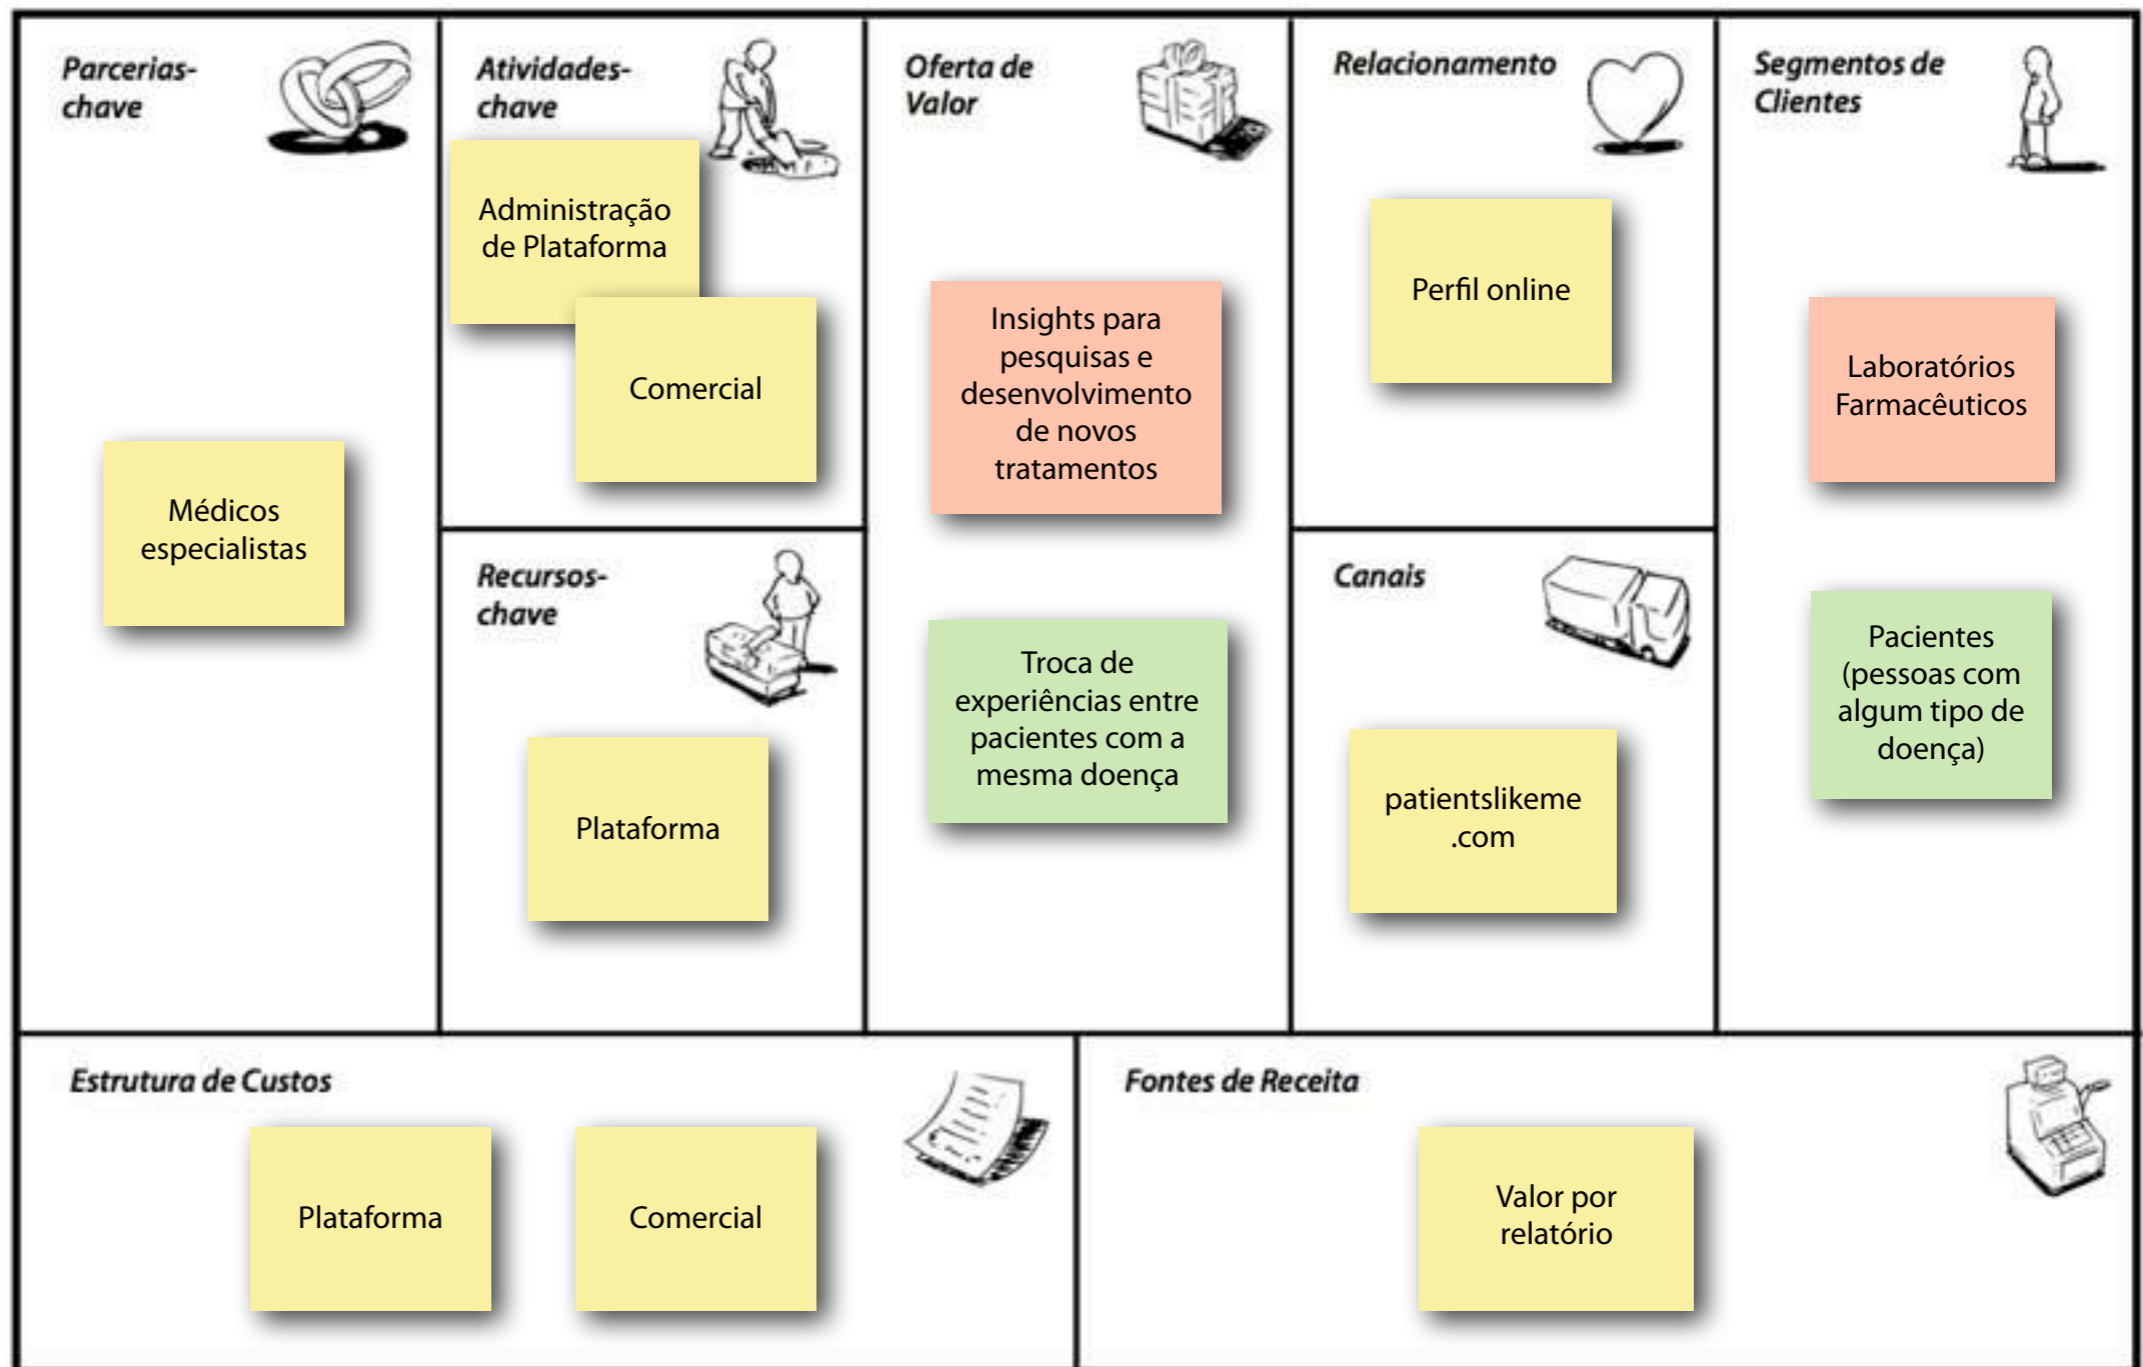 Parcerias-
chave
Médicos
especialistas
Atividades-
chave
Administração
de Plataforma
Comercial
Recursos-
chave
Plataforma
Oferta de
Valor
Insights para
pesquisas e
desenvolvimento
de novos
tratamentos
Troca de
experiências entre
pacientes com a
mesma doença
Relacionamento
Perfil online
Canais
patientslikeme
.com
Segmentos de
Clientes
Laboratórios
Farmacêuticos
Pacientes
(pessoas com
algum tipo de
doença)
Estrutura de Custos
Plataforma
Comercial
Fontes de Receita
Valor por
relatório